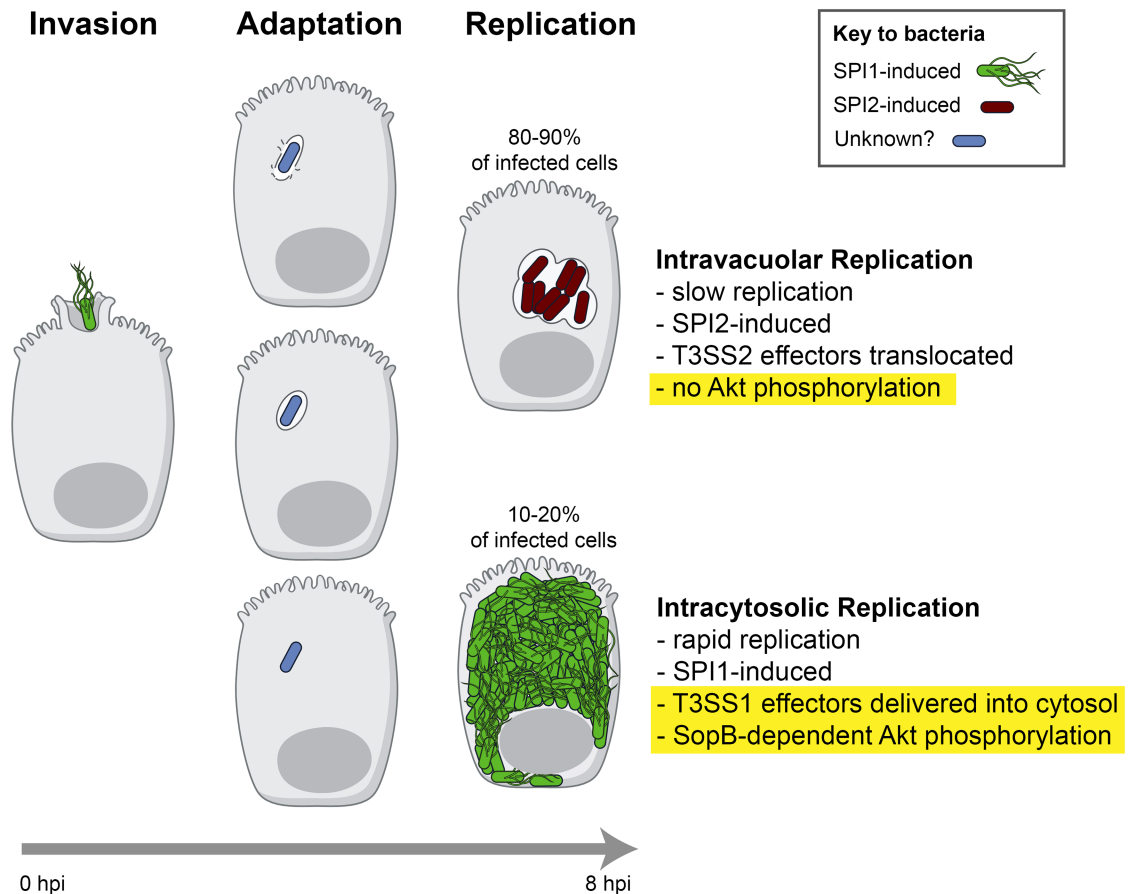 Invasion
Adaptation
Replication
Key to bacteria
SPI1-induced
SPI2-induced
Unknown?
80-90%
of infected cells
Intravacuolar Replication
- slow replication
- SPI2-induced
- T3SS2 effectors translocated
- no Akt phosphorylation
10-20%
of infected cells
Intracytosolic Replication
- rapid replication
- SPI1-induced
- T3SS1 effectors delivered into cytosol
- SopB-dependent Akt phosphorylation
0 hpi
8 hpi